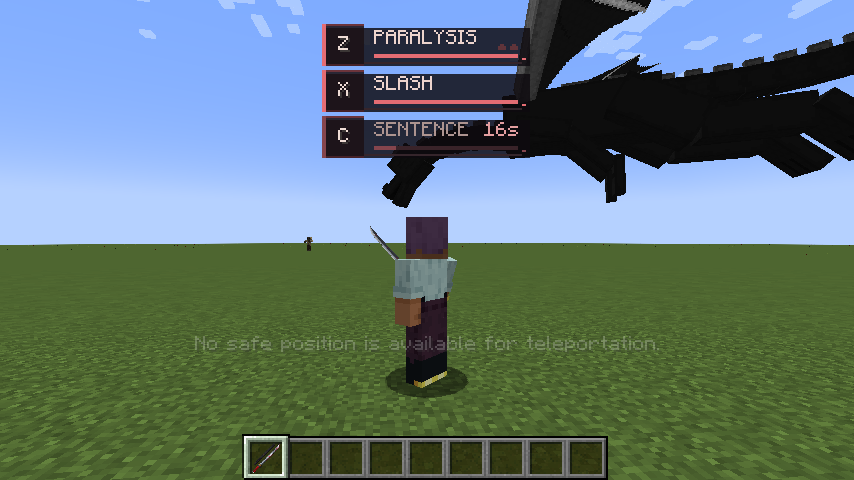 Z PARALYSIS
X SLASH
C SENTENCE 16s
No safe position is available for teleportation.